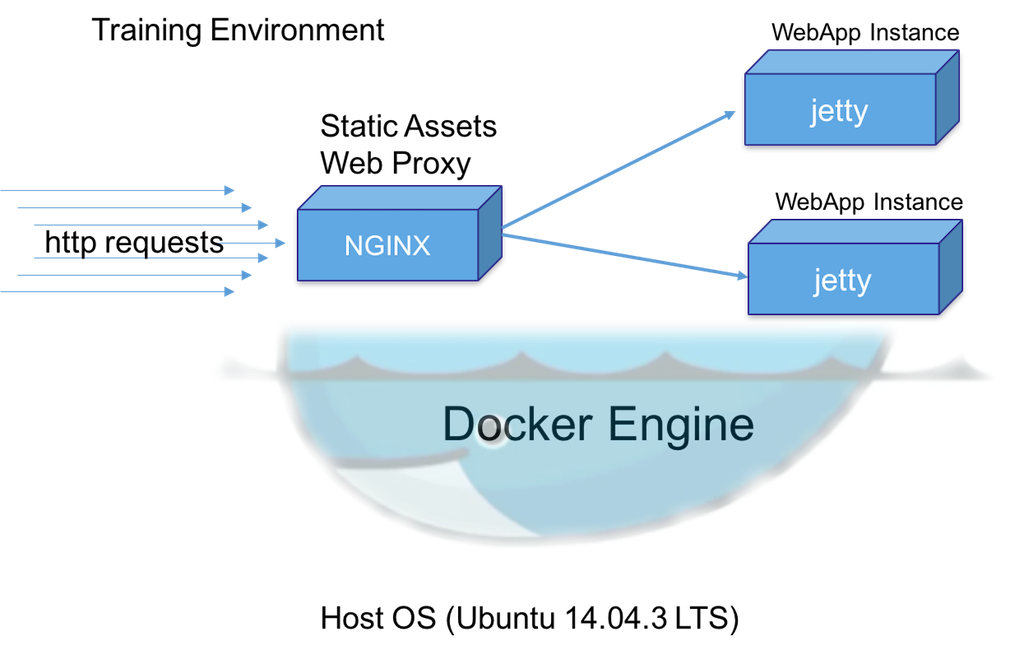 Training Environment
WebApp Instance
jetty
Static Assets
Web Proxy
WebApp Instance
http requests
NGINX
jetty
Docker Engine
Host OS (Ubuntu 14.04.3 LTS)